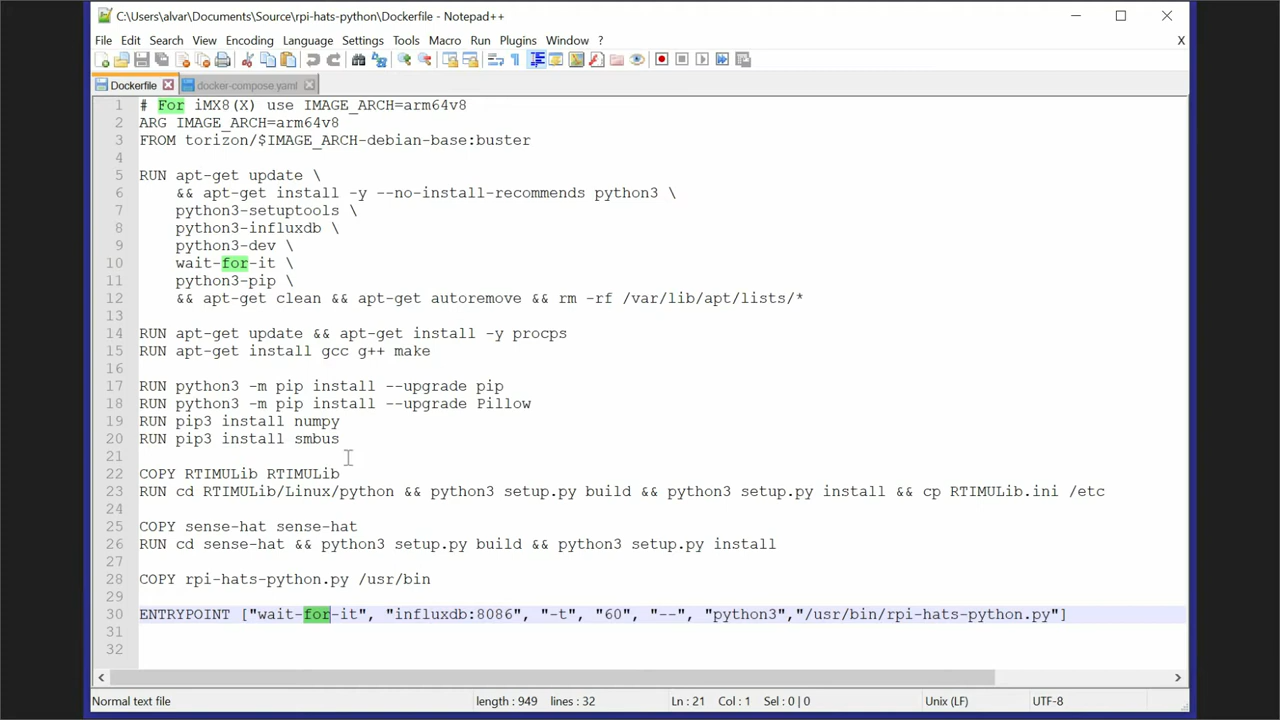 C:\Users\alvar\Documents\Source\rpi-hats-python\Dockerfile - Notepad++
File Edit Search View Encoding Language Settings Tools Macro Run Plugins Window ? X
Dockerfile docker-compose.yaml
1 # For iMX8(X) use IMAGE_ARCH=arm64v8
2 ARG IMAGE_ARCH=arm64v8
3 FROM torizon/$IMAGE_ARCH-debian-base:buster
4
5 RUN apt-get update \
6 && apt-get install -y --no-install-recommends python3 \
7 python3-setuptools \
8 python3-influxdb \
9 python3-dev \
10 wait-for-it \
11 python3-pip \
12 && apt-get clean && apt-get autoremove && rm -rf /var/lib/apt/lists/*
13
14 RUN apt-get update && apt-get install -y procps
15 RUN apt-get install gcc g++ make
16
17 RUN python3 -m pip install --upgrade pip
18 RUN python3 -m pip install --upgrade Pillow
19 RUN pip3 install numpy
20 RUN pip3 install smbus
21
22 COPY RTIMULib RTIMULib
23 RUN cd RTIMULib/Linux/python && python3 setup.py build && python3 setup.py install && cp RTIMULib.ini /etc
24
25 COPY sense-hat sense-hat
26 RUN cd sense-hat && python3 setup.py build && python3 setup.py install
27
28 COPY rpi-hats-python.py /usr/bin
29
30 ENTRYPOINT ["wait-for-it", "influxdb:8086", "-t", "60", "--", "python3","/usr/bin/rpi-hats-python.py"]
31
32
Normal text file length : 949 lines : 32 Ln : 21 Col : 1 Sel : 0 | 0 Unix (LF) UTF-8